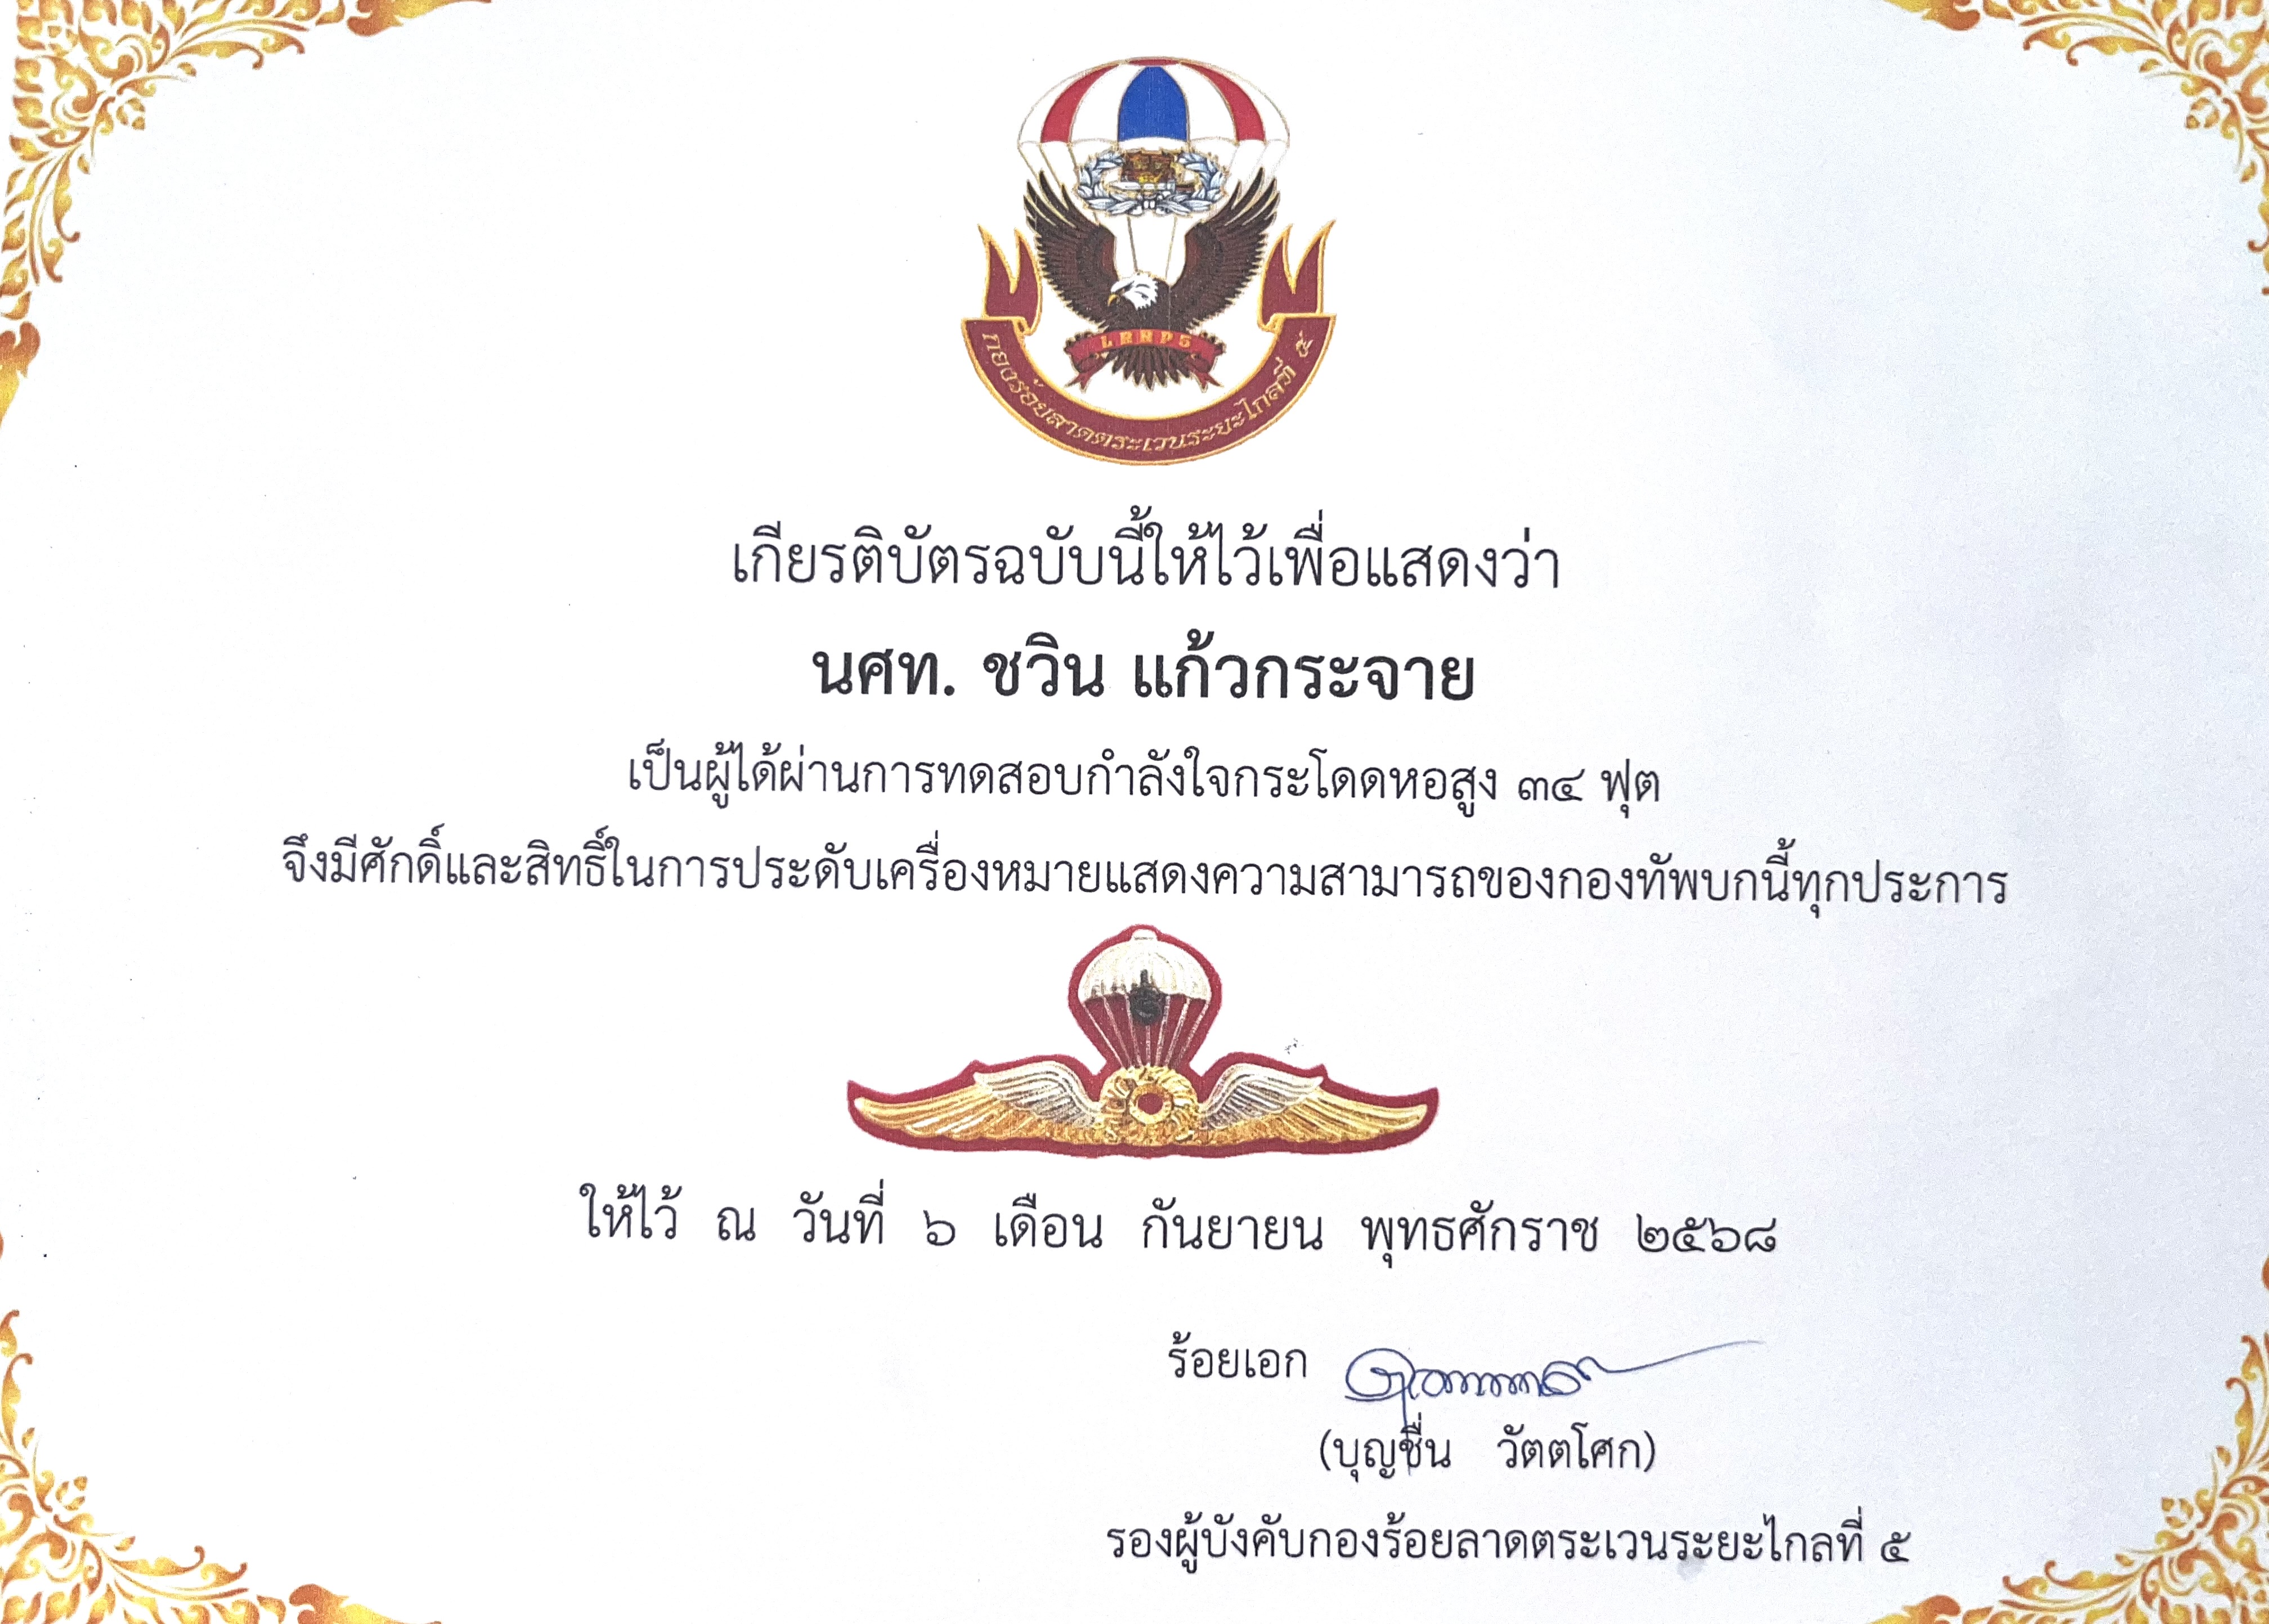 LRRP5
กองร้อยลาดตระเวนระยะไกลที่ ๕
เกียรติบัตรฉบับนี้ให้ไว้เพื่อแสดงว่า
นศท. ชวิน แก้วกระจาย
เป็นผู้ได้ผ่านการทดสอบกำลังใจกระโดดหอสูง ๓๔ ฟุต
จึงมีศักดิ์และสิทธิ์ในการประดับเครื่องหมายแสดงความสามารถของกองทัพบกนี้ทุกประการ
ให้ไว้ ณ วันที่ ๖ เดือน กันยายน พุทธศักราช ๒๕๖๘
ร้อยเอก
(บุญชื่น วัตตโศก)
รองผู้บังคับกองร้อยลาดตระเวนระยะไกลที่ ๕